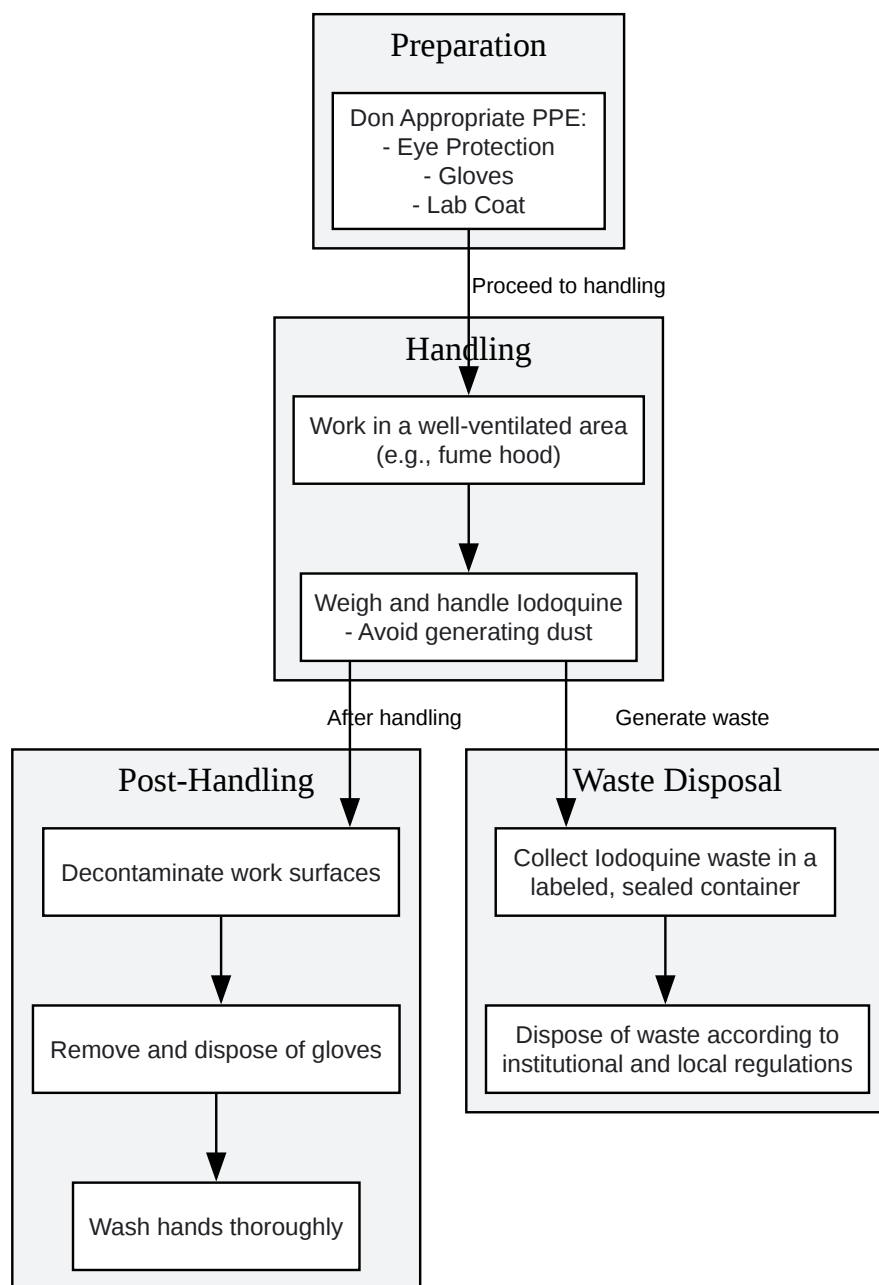 Preparation
Don Appropriate PPE:
- Eye Protection
- Gloves
- Lab Coat
Proceed to handling
Handling
Work in a well-ventilated area
(e.g., fume hood)
Weigh and handle Iodoquine
- Avoid generating dust
After handling
Generate waste
Post-Handling
Decontaminate work surfaces
Remove and dispose of gloves
Wash hands thoroughly
Waste Disposal
Collect Iodoquine waste in a
labeled, sealed container
Dispose of waste according to
institutional and local regulations